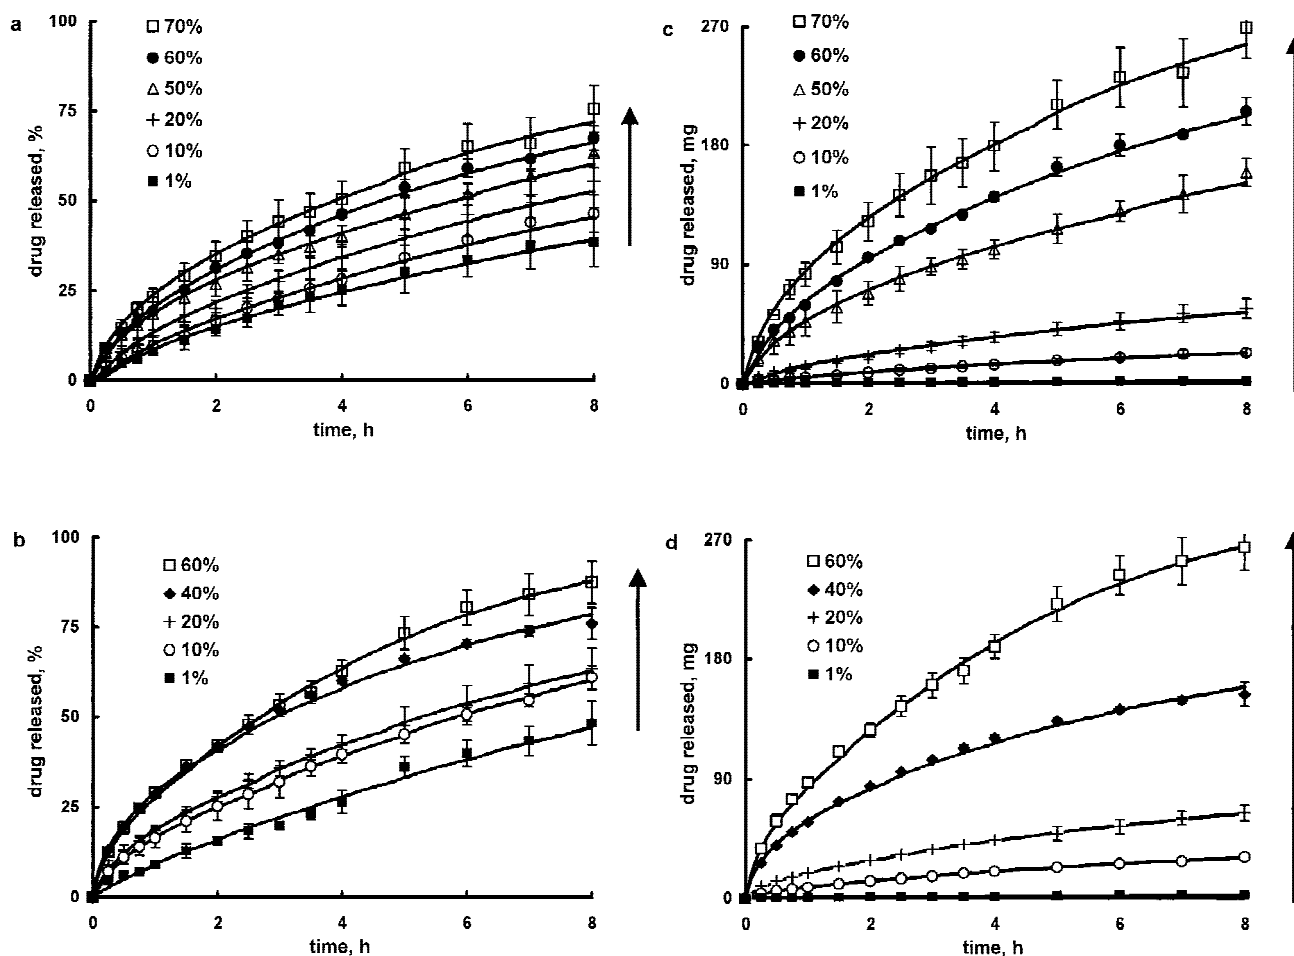 a
100
75
50
25
0
drug released, %
70%
60%
50%
20%
10%
1%
0 2 4 6 8
time, h
c
270
180
90
0
drug released, mg
70%
60%
50%
20%
10%
1%
0 2 4 6 8
time, h
b
100
75
50
25
0
drug released, %
60%
40%
20%
10%
1%
0 2 4 6 8
time, h
d
270
180
90
0
drug released, mg
60%
40%
20%
10%
1%
0 2 4 6 8
time, h